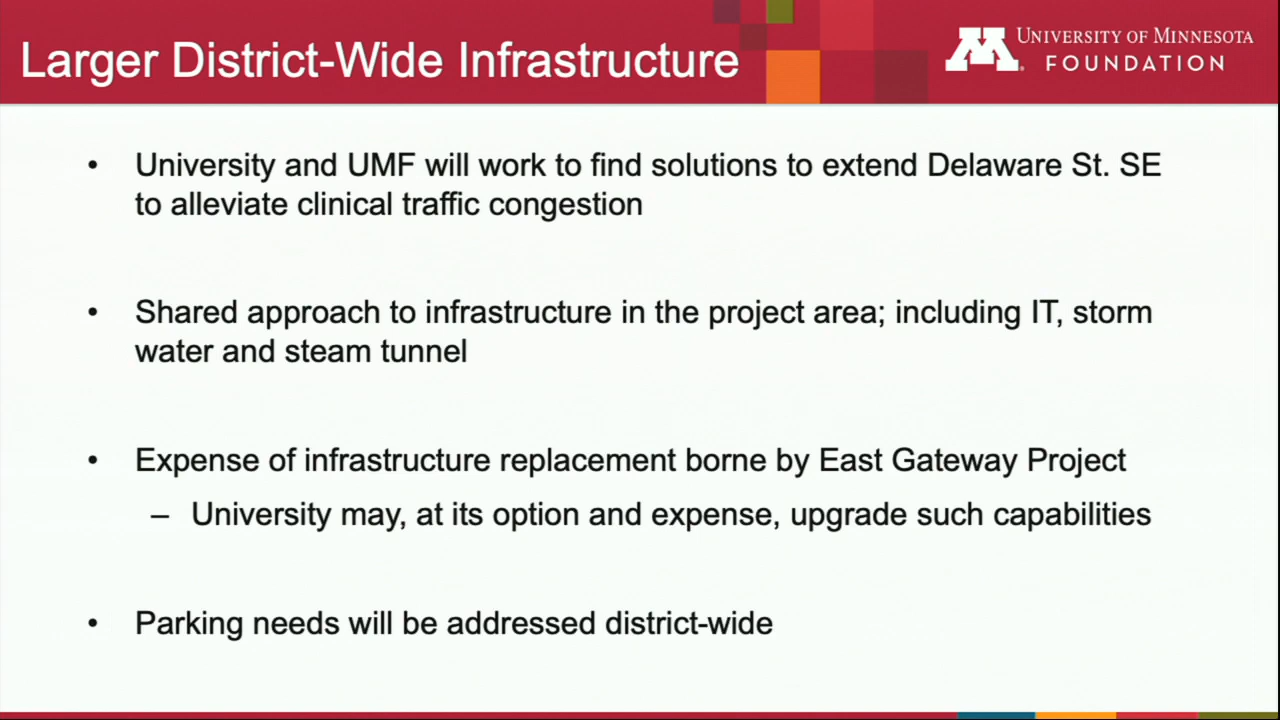 Larger District-Wide Infrastructure
M
UNIVERSITY OF MINNESOTA
FOUNDATION
• University and UMF will work to find solutions to extend Delaware St. SE
to alleviate clinical traffic congestion
• Shared approach to infrastructure in the project area; including IT, storm
water and steam tunnel
• Expense of infrastructure replacement borne by East Gateway Project
– University may, at its option and expense, upgrade such capabilities
• Parking needs will be addressed district-wide